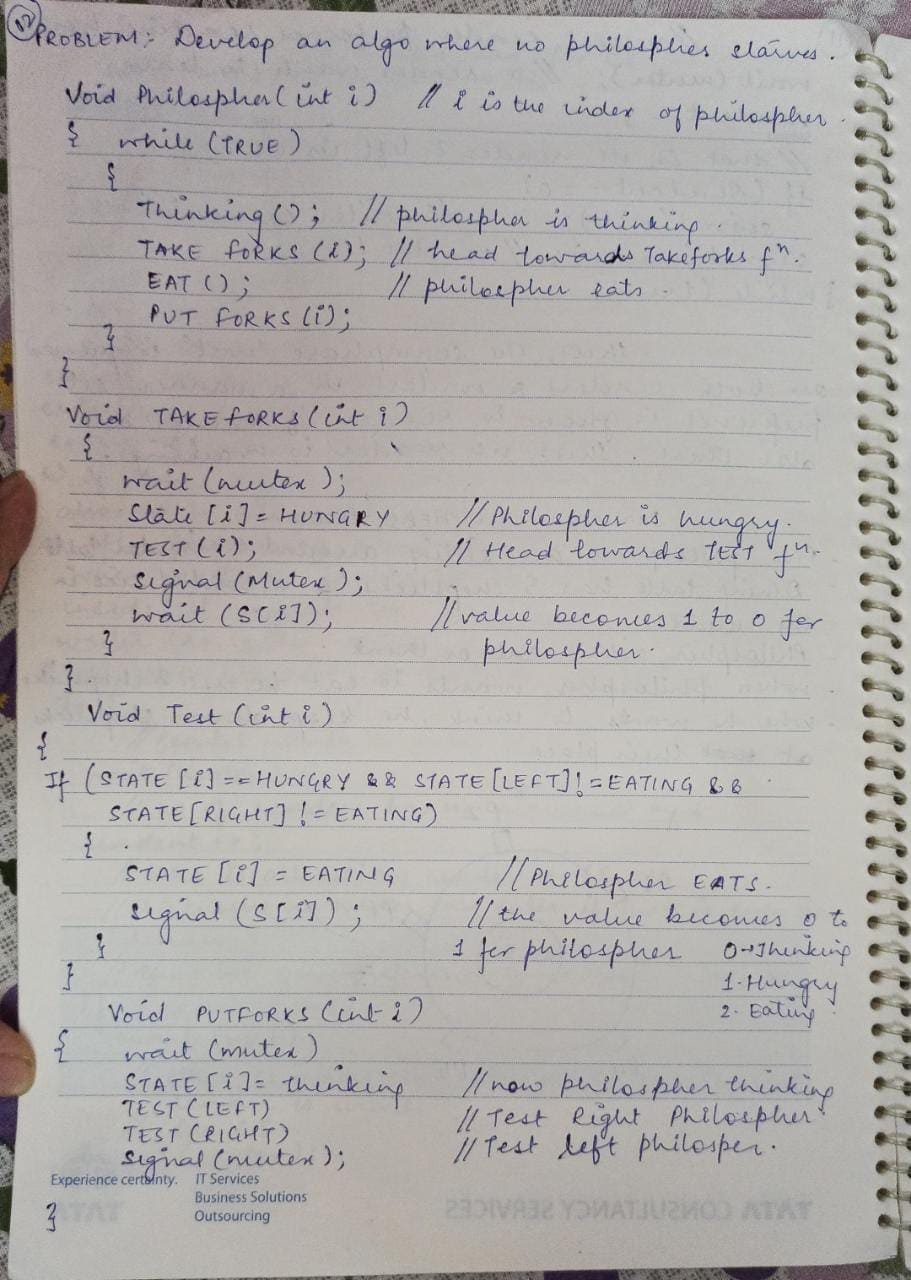 12
PROBLEM:- Develop an algo where no philospher starves.
Void Philospher(int i) // i is the index of philospher.
{ while (TRUE)
{
Thinking(); // philospher is thinking.
TAKE FORKS (i); // head towards Takeforks fⁿ.
EAT (); // philospher eats.
PUT FORKS (i);
}
}
Void TAKE FORKS (int i)
{
wait (mutex);
State [i] = HUNGRY // Philospher is hungry.
TEST (i); // Head towards TEST fⁿ.
Signal (Mutex);
wait (S[i]); // value becomes 1 to 0 for
} philospher.
}
Void Test (int i)
{
If (STATE [i] == HUNGRY && STATE [LEFT] != EATING &&
STATE [RIGHT] != EATING)
{
STATE [i] = EATING // Philospher EATS.
signal (S[i]); // the value becomes 0 to
} 1 for philospher 0→Thinking
} 1-Hungry
Void PUTFORKS (int i) 2. Eating
{ wait (mutex)
STATE [i] = thinking // now philospher thinking
TEST (LEFT) // Test Right Philospher
TEST (RIGHT) // Test left philosper.
signal (mutex);
Experience certainty. IT Services
Business Solutions
Outsourcing
}
TATA CONSULTANCY SERVICES
TATA